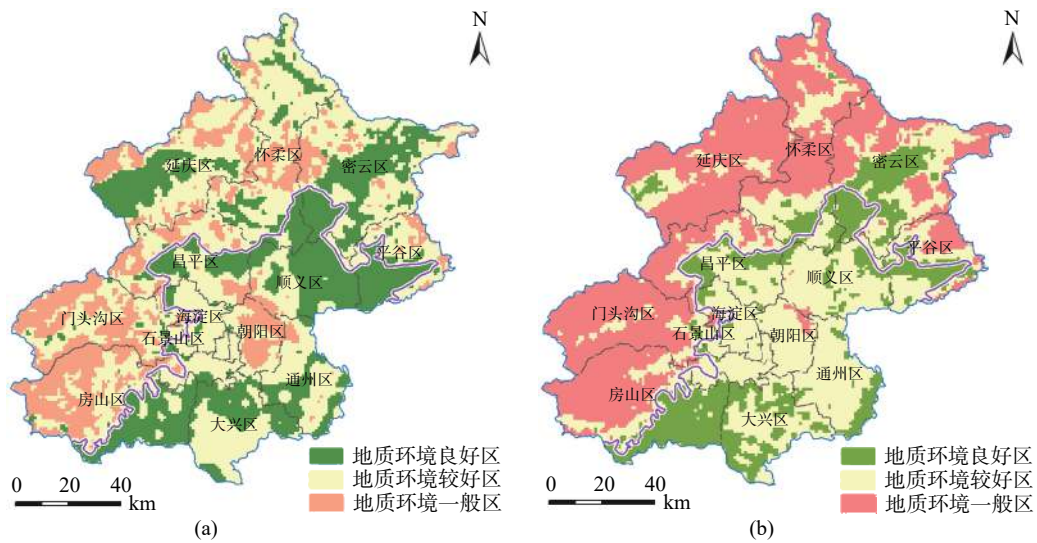 N
延庆区
怀柔区
密云区
昌平区
顺义区
平谷区
门头沟区
海淀区
石景山区
朝阳区
房山区
通州区
大兴区
地质环境良好区
地质环境较好区
地质环境一般区
0 20 40
km
(a)
N
延庆区
怀柔区
密云区
昌平区
顺义区
平谷区
门头沟区
海淀区
石景山区
朝阳区
房山区
通州区
大兴区
地质环境良好区
地质环境较好区
地质环境一般区
0 20 40
km
(b)